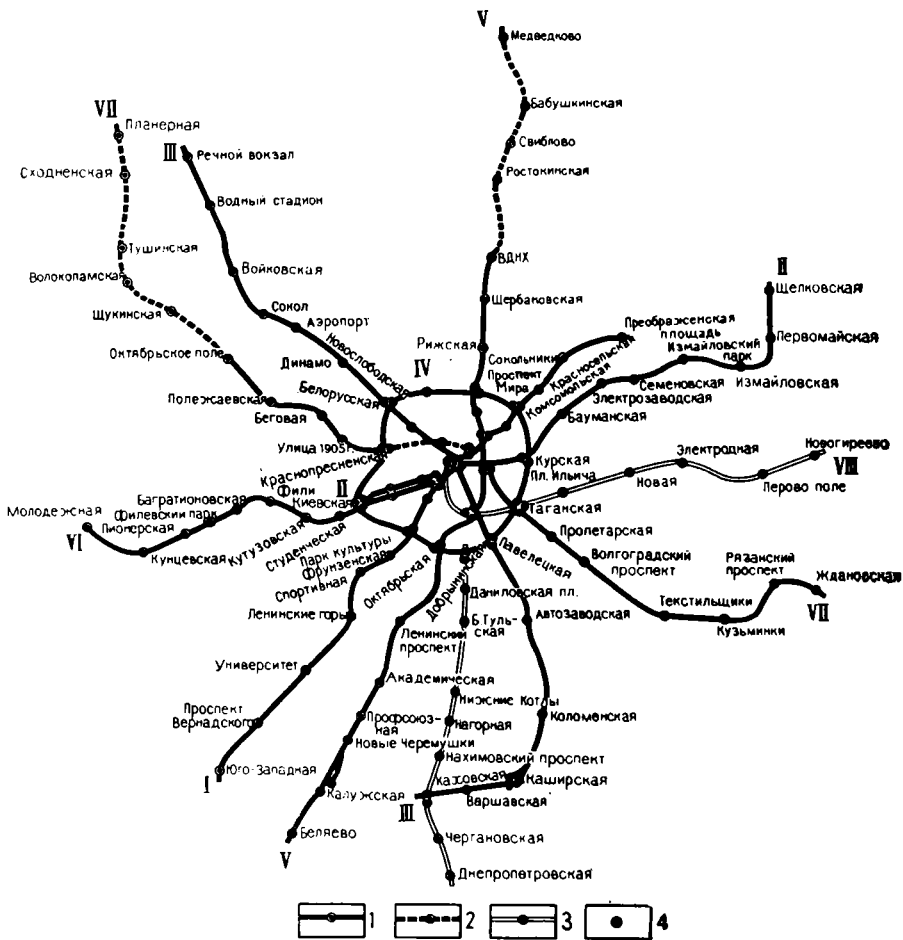 V
Медведково
Бабушкинская
VII
Планерная
III
Речной вокзал
Свиблово
Сходненская
Ростокинская
Водный стадион
Тушинская
ВДНХ
Войковская
II
Волокопамская
Щелковская
Щербаковская
Сокол
Щукинская
Аэропорт
Преображенская
площадь
Новослободская
Рижская
Первомайская
Октябрьское поле
Динамо
IV
Сокольники
Красносельская
Измайловский
парк
Проспект
Мира
Комсомольская
Семеновская
Измайловская
Белорусская
Электрозаводская
Полежаевская
Беговая
Бауманская
Улица 1905 г.
Краснопресненская
Электродная
Новогиреево
VIII
Курская
Пл. Ильича
Новая
Перово поле
Фили
II
Киевская
Багратионовская
Филевский парк
Молодежная
Пионерская
VI
Таганская
Кутузовская
Студенческая
Кунцевская
Парк культуры
Фрунзенская
Спортивная
Октябрьская
Добрынинская
Павелецкая
Пролетарская
Волгоградский
проспект
Рязанский
проспект
Ждановская
VII
Даниловская пл.
Текстильщики
Кузьминки
Ленинские горы
Б.Туль-
ская
Автозаводская
Ленинский
проспект
Университет
Академическая
Нижние Котлы
Проспект
Вернадского
Профсоюз-
ная
Нагорная
Коломенская
Новые Черемушки
Нахимовский проспект
Юго-Западная
I
Каховская
Каширская
Калужская
III
Варшавская
Беляево
V
Чертановская
Днепропетровская
1
2
3
4